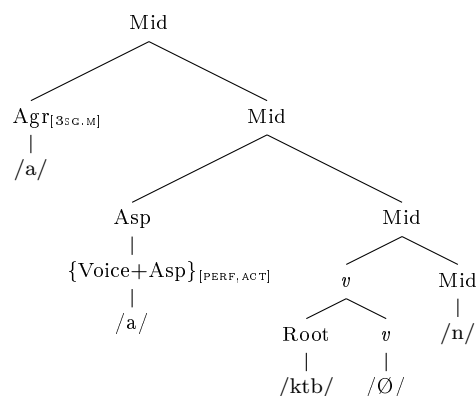 Mid
Agr[3SG.M] Mid
/a/
Asp Mid
{Voice+Asp}[PERF,ACT] v Mid
/a/ Root v /n/
/ktb/ /Ø/